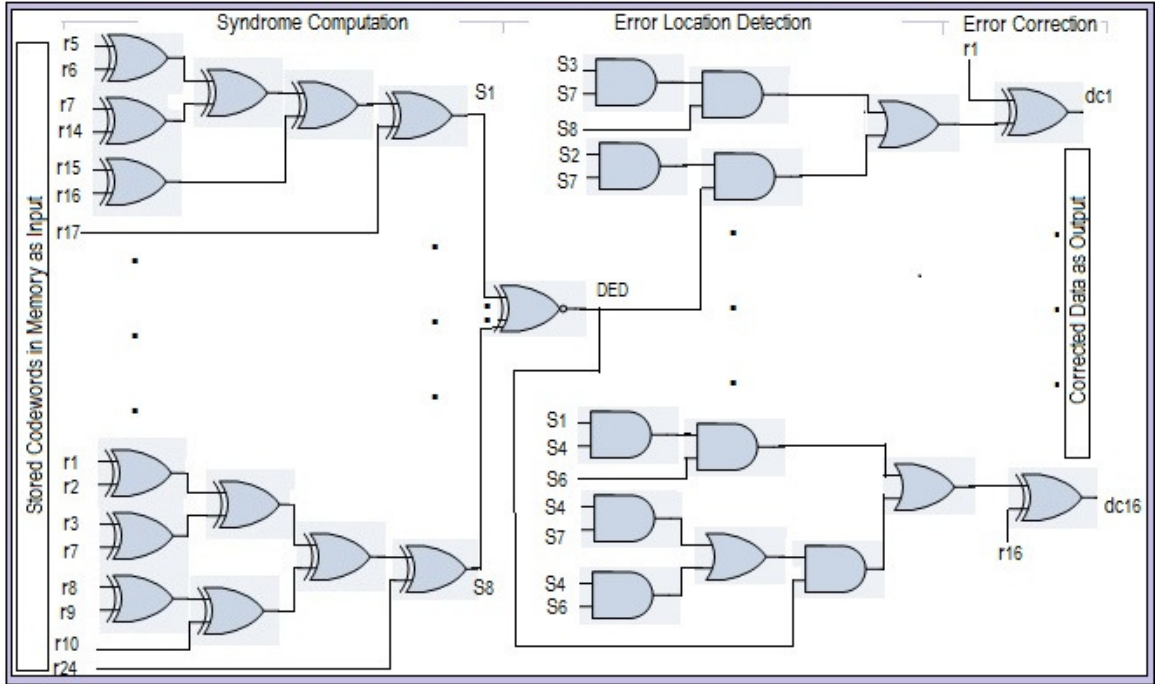 Syndrome Computation
Error Location Detection
Error Correction
Stored Codewords in Memory as Input
r5
r6
r7
r14
r15
r16
r17
S1
r1
r2
r3
r7
r8
r9
r10
r24
S8
DED
S3
S7
S8
S2
S7
S1
S4
S6
S4
S7
S4
S6
r1
dc1
Corrected Data as Output
dc16
r16